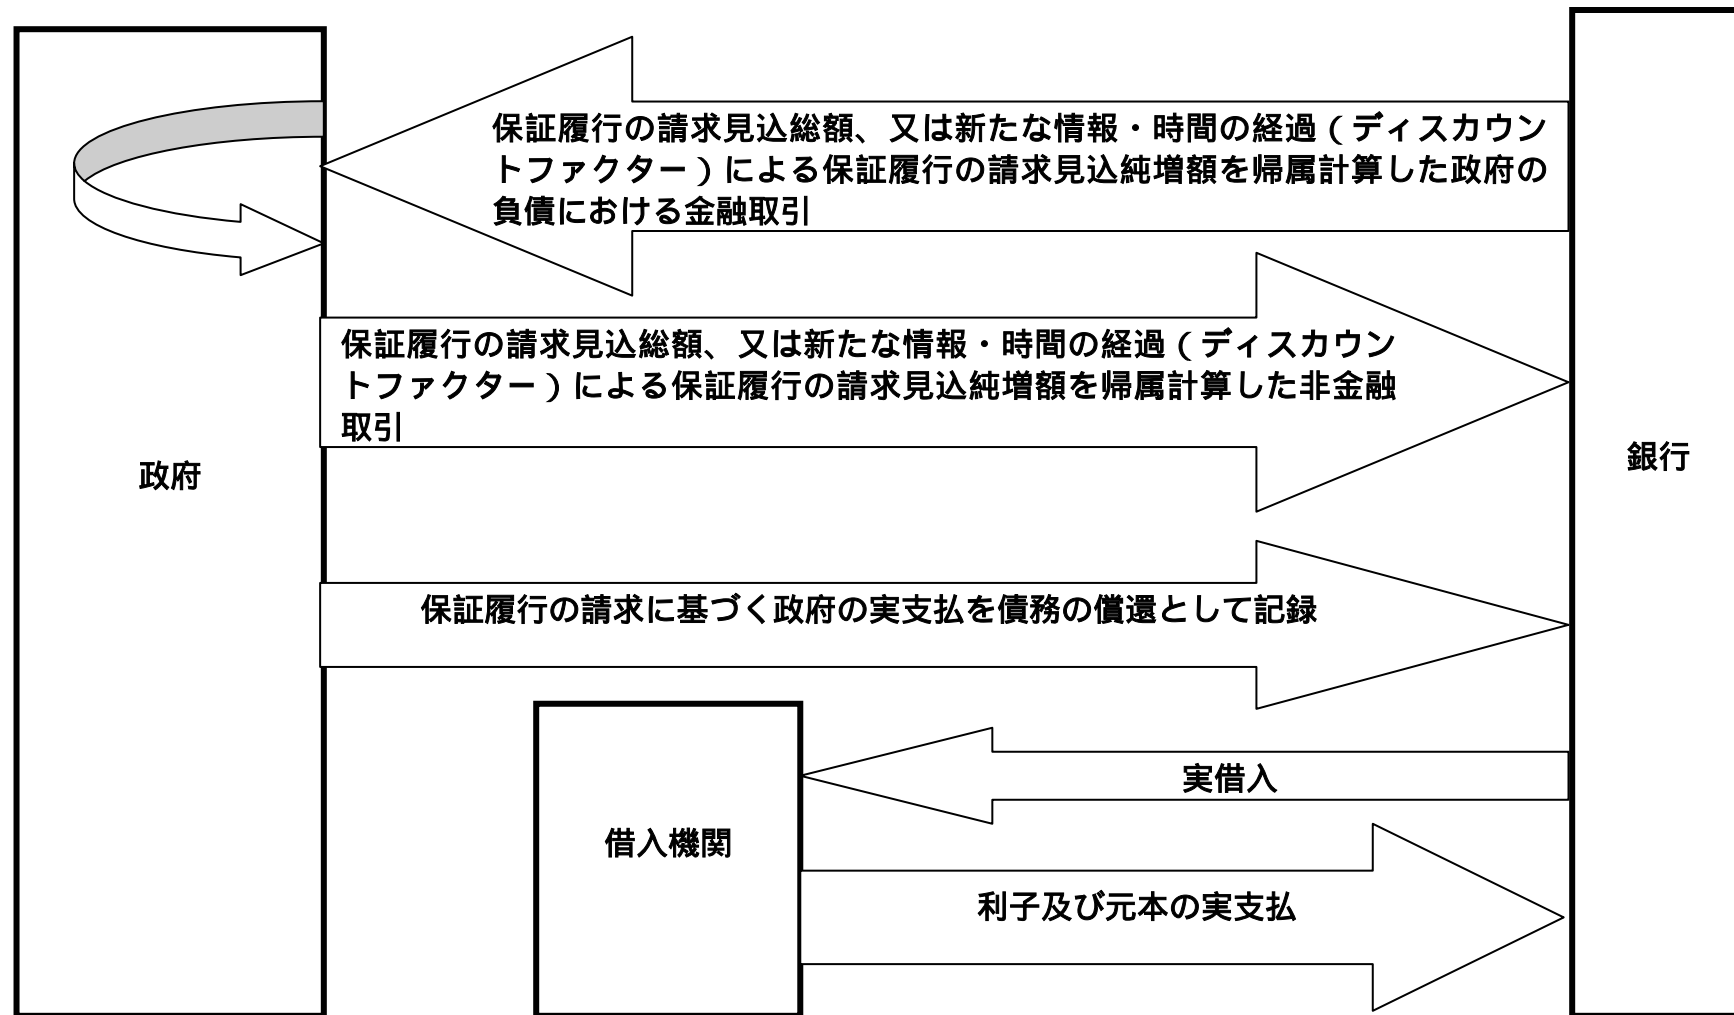 保証履行の請求見込総額、又は新たな情報・時間の経過（ディスカウン
トファクター）による保証履行の請求見込純増額を帰属計算した政府の
負債における金融取引
保証履行の請求見込総額、又は新たな情報・時間の経過（ディスカウン
トファクター）による保証履行の請求見込純増額を帰属計算した非金融
取引
政府
銀行
保証履行の請求に基づく政府の実支払を債務の償還として記録
実借入
借入機関
利子及び元本の実支払